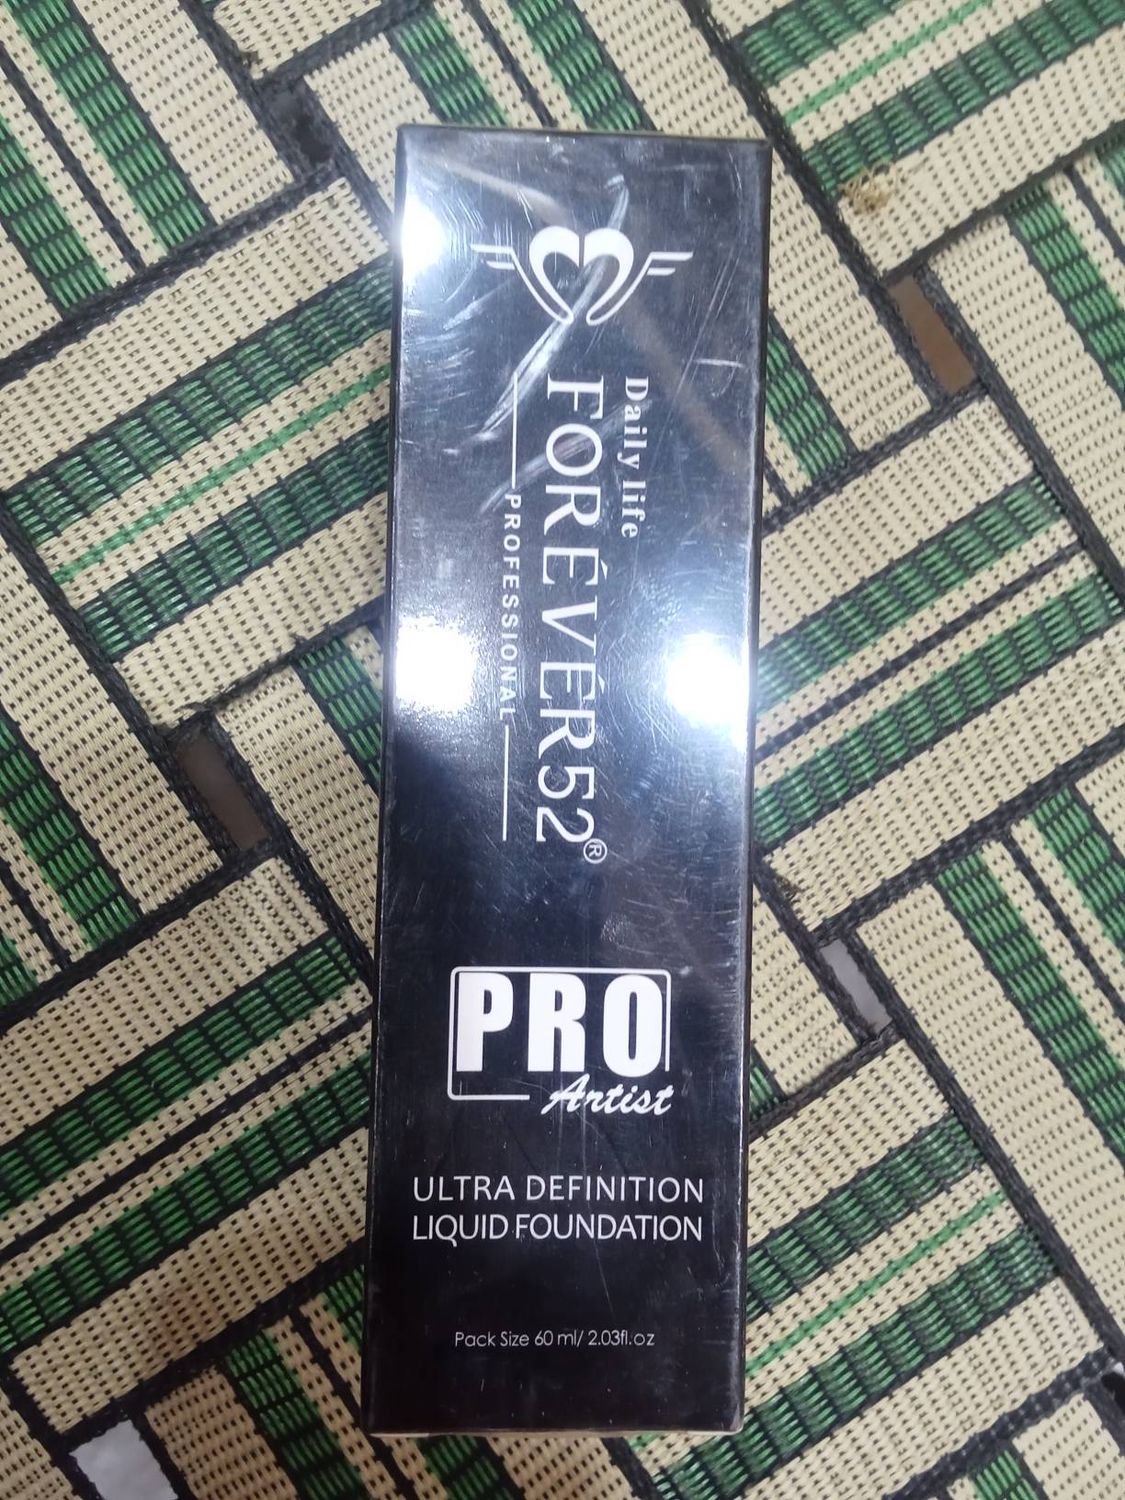 Daily life
FORÉVÉR52®
PROFESSIONAL
PRO
Artist
ULTRA DEFINITION
LIQUID FOUNDATION
Pack Size 60 ml/ 2.03fl.oz